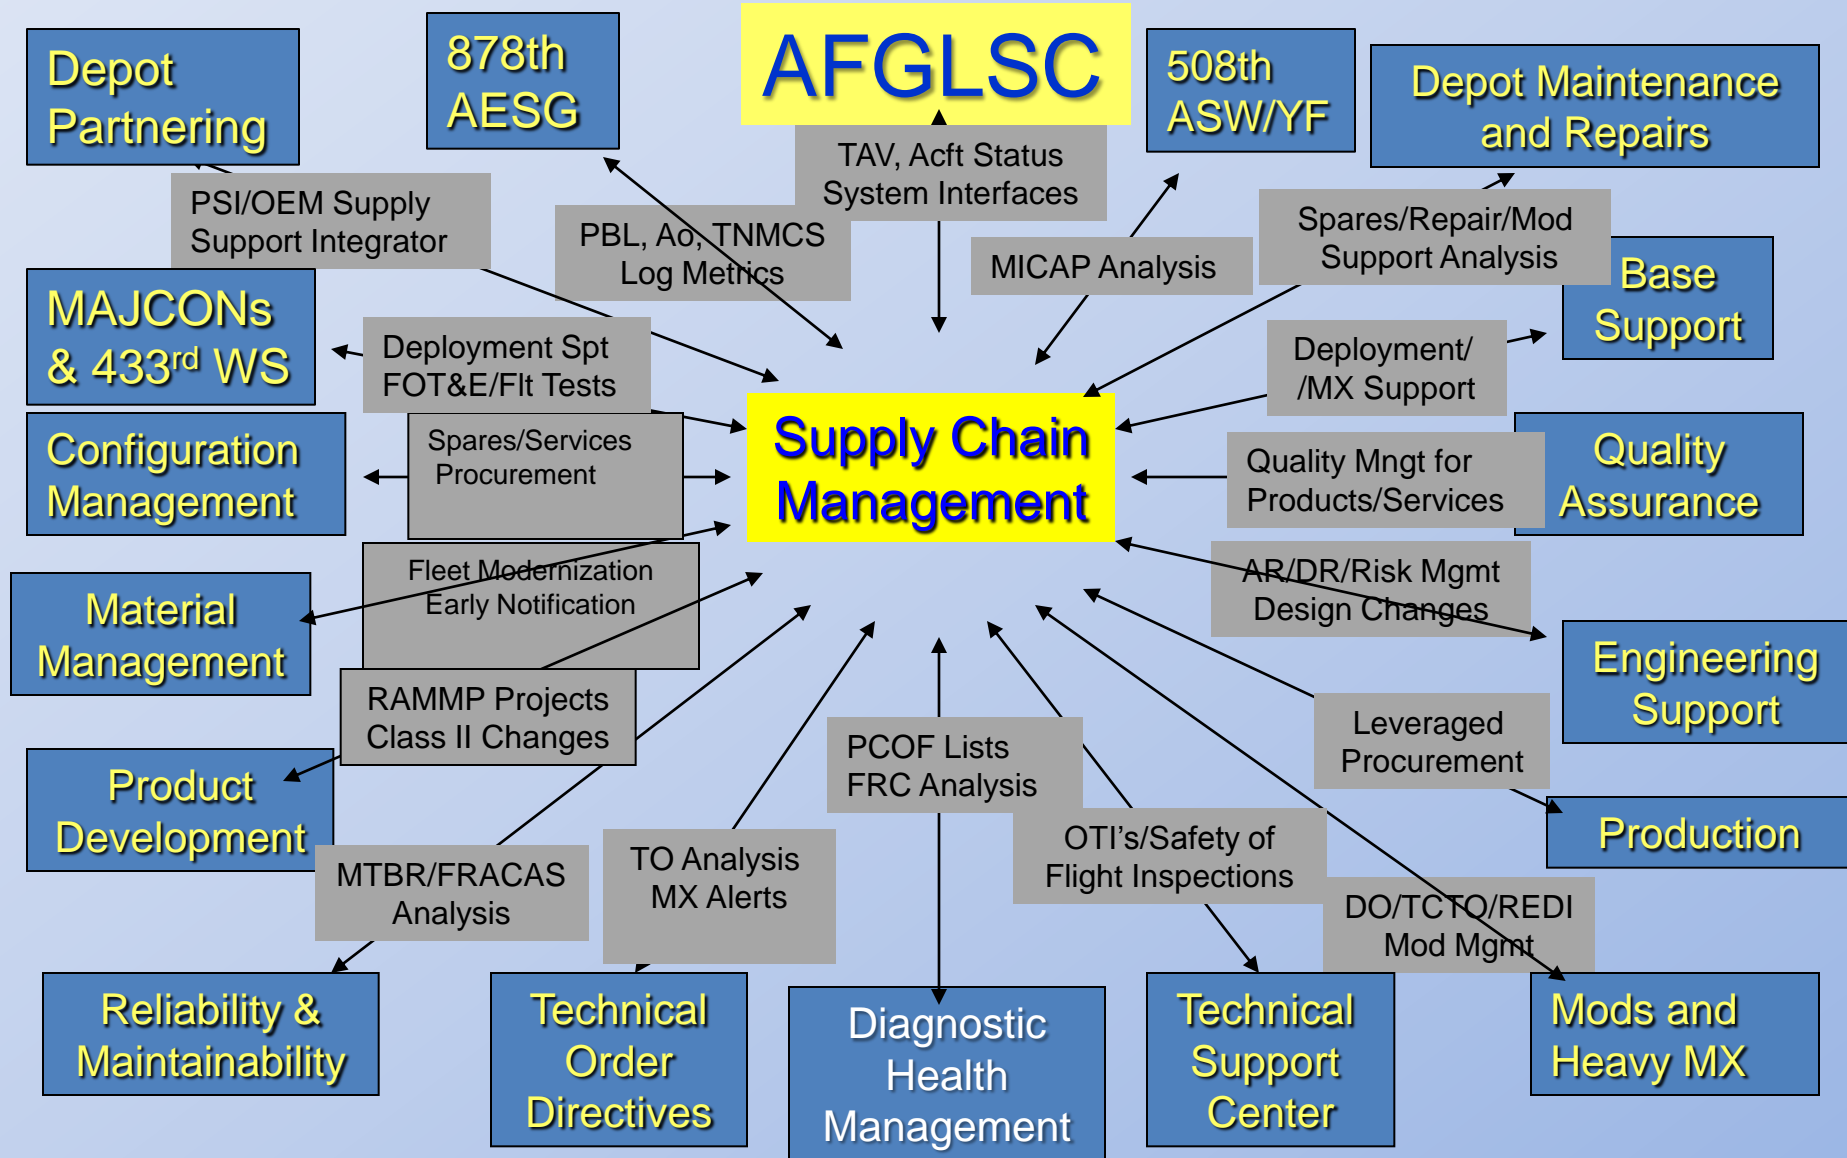 Depot
Partnering
878th
AESG
AFGLSC
508th
ASW/YF
Depot Maintenance
and Repairs
TAV, Acft Status
System Interfaces
PSI/OEM Supply
Support Integrator
PBL, Ao, TNMCS
Log Metrics
MICAP Analysis
Spares/Repair/Mod
Support Analysis
MAJCONs
& 433rd WS
Deployment Spt
FOT&E/Flt Tests
Deployment/
/MX Support
Base
Support
Configuration
Management
Spares/Services
Procurement
Supply Chain
Management
Quality Mngt for
Products/Services
Quality
Assurance
Material
Management
Fleet Modernization
Early Notification
AR/DR/Risk Mgmt
Design Changes
Engineering
Support
RAMMP Projects
Class II Changes
Product
Development
PCOF Lists
FRC Analysis
Leveraged
Procurement
Production
MTBR/FRACAS
Analysis
TO Analysis
MX Alerts
OTI's/Safety of
Flight Inspections
DO/TCTO/REDI
Mod Mgmt
Reliability &
Maintainability
Technical
Order
Directives
Diagnostic
Health
Management
Technical
Support
Center
Mods and
Heavy MX